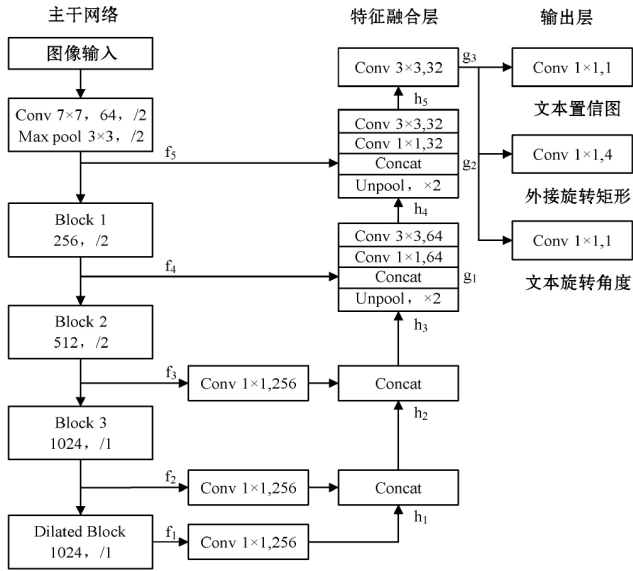 主干网络
图像输入
Conv 7×7，64，/2
Max pool 3×3，/2
f5
Block 1
256，/2
f4
Block 2
512，/2
f3
Conv 1×1,256
Block 3
1024，/1
f2
Conv 1×1,256
Dilated Block
1024，/1
f1
Conv 1×1,256
特征融合层
Conv 3×3,32
g3
h5
Conv 3×3,32
Conv 1×1,32
Concat
Unpool，×2
g2
h4
Conv 3×3,64
Conv 1×1,64
Concat
Unpool，×2
g1
h3
Concat
h2
Concat
h1
输出层
Conv 1×1,1
文本置信图
Conv 1×1,4
外接旋转矩形
Conv 1×1,1
文本旋转角度